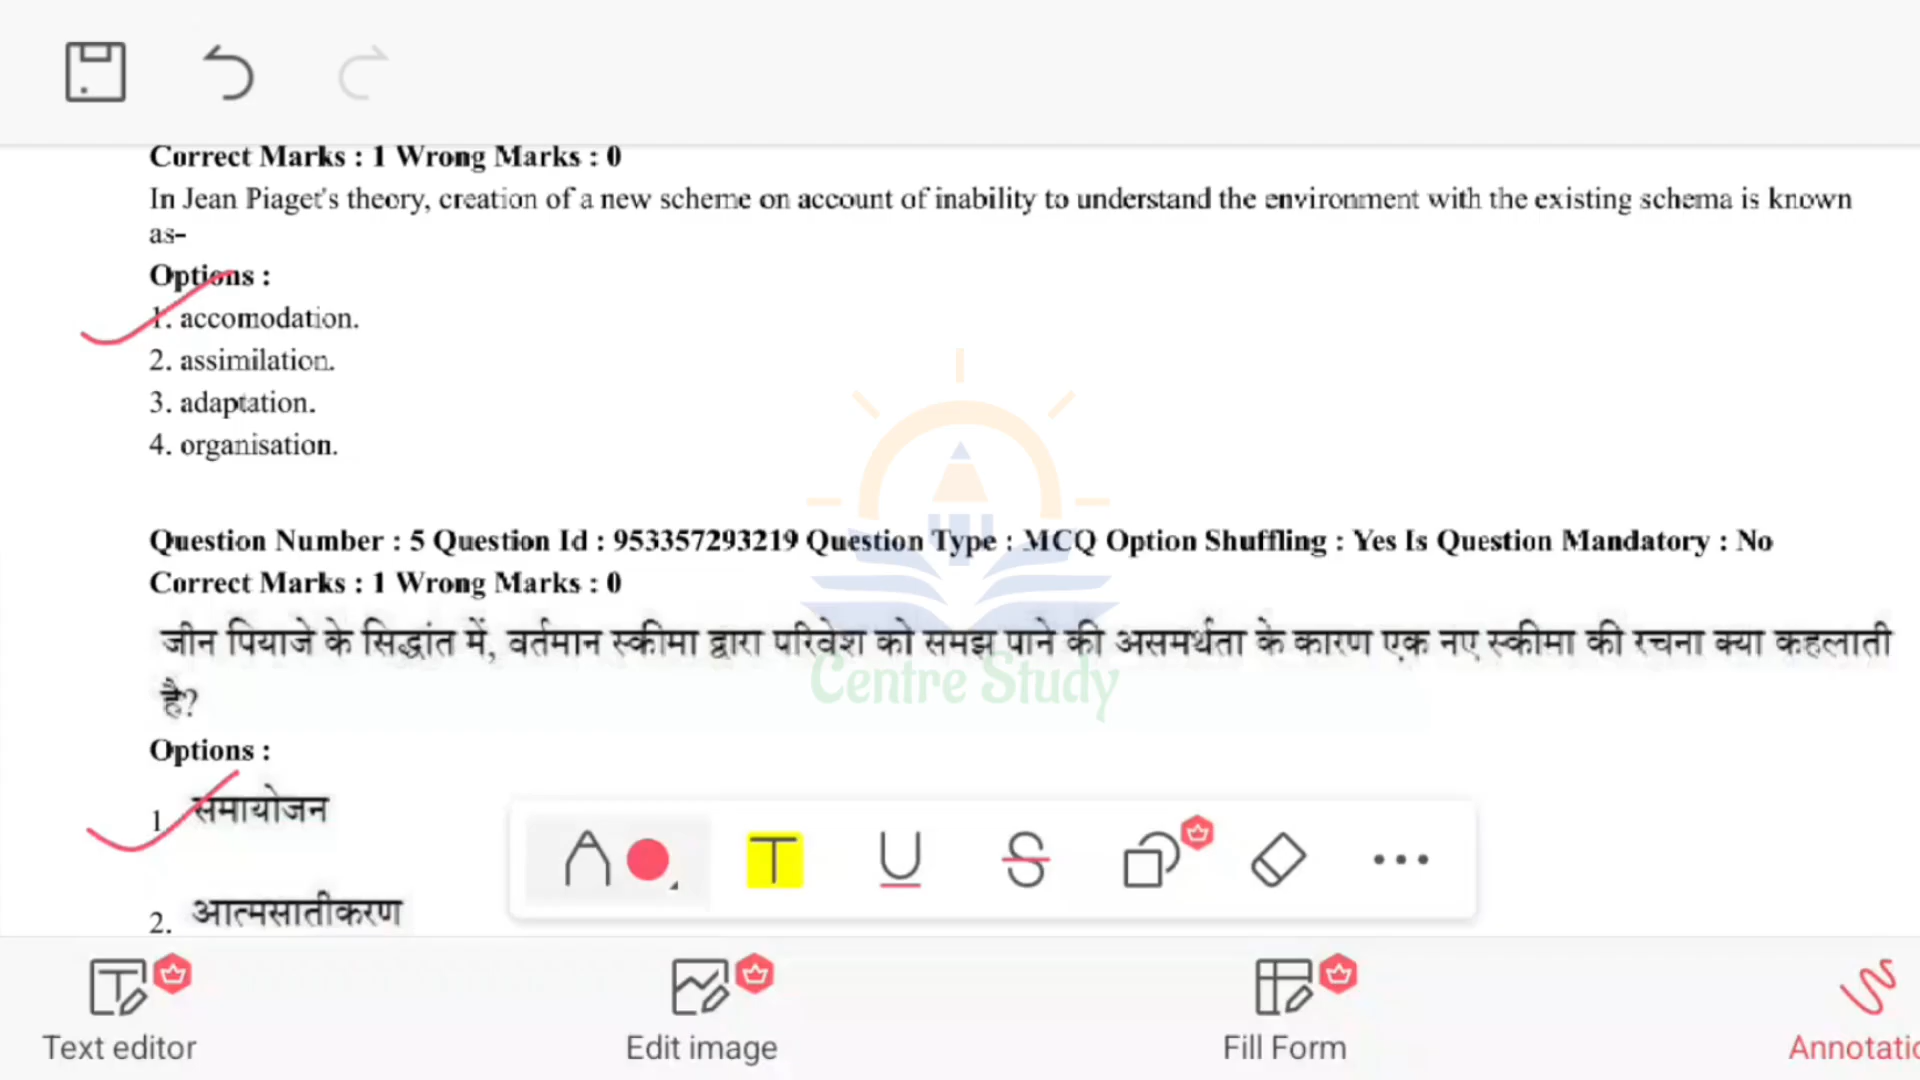 Correct Marks : 1 Wrong Marks : 0
In Jean Piaget's theory, creation of a new scheme on account of inability to understand the environment with the existing schema is known
as-
Options :
1. accomodation.
2. assimilation.
3. adaptation.
4. organisation.
Question Number : 5 Question Id : 953357293219 Question Type : MCQ Option Shuffling : Yes Is Question Mandatory : No
Correct Marks : 1 Wrong Marks : 0
जीन पियाजे के सिद्धांत में, वर्तमान स्कीमा द्वारा परिवेश को समझ पाने की असमर्थता के कारण एक नए स्कीमा की रचना क्या कहलाती
है?
Centre Study
Options :
1. समायोजन
2. आत्मसातीकरण
Text editor
Edit image
Fill Form
Annotatic